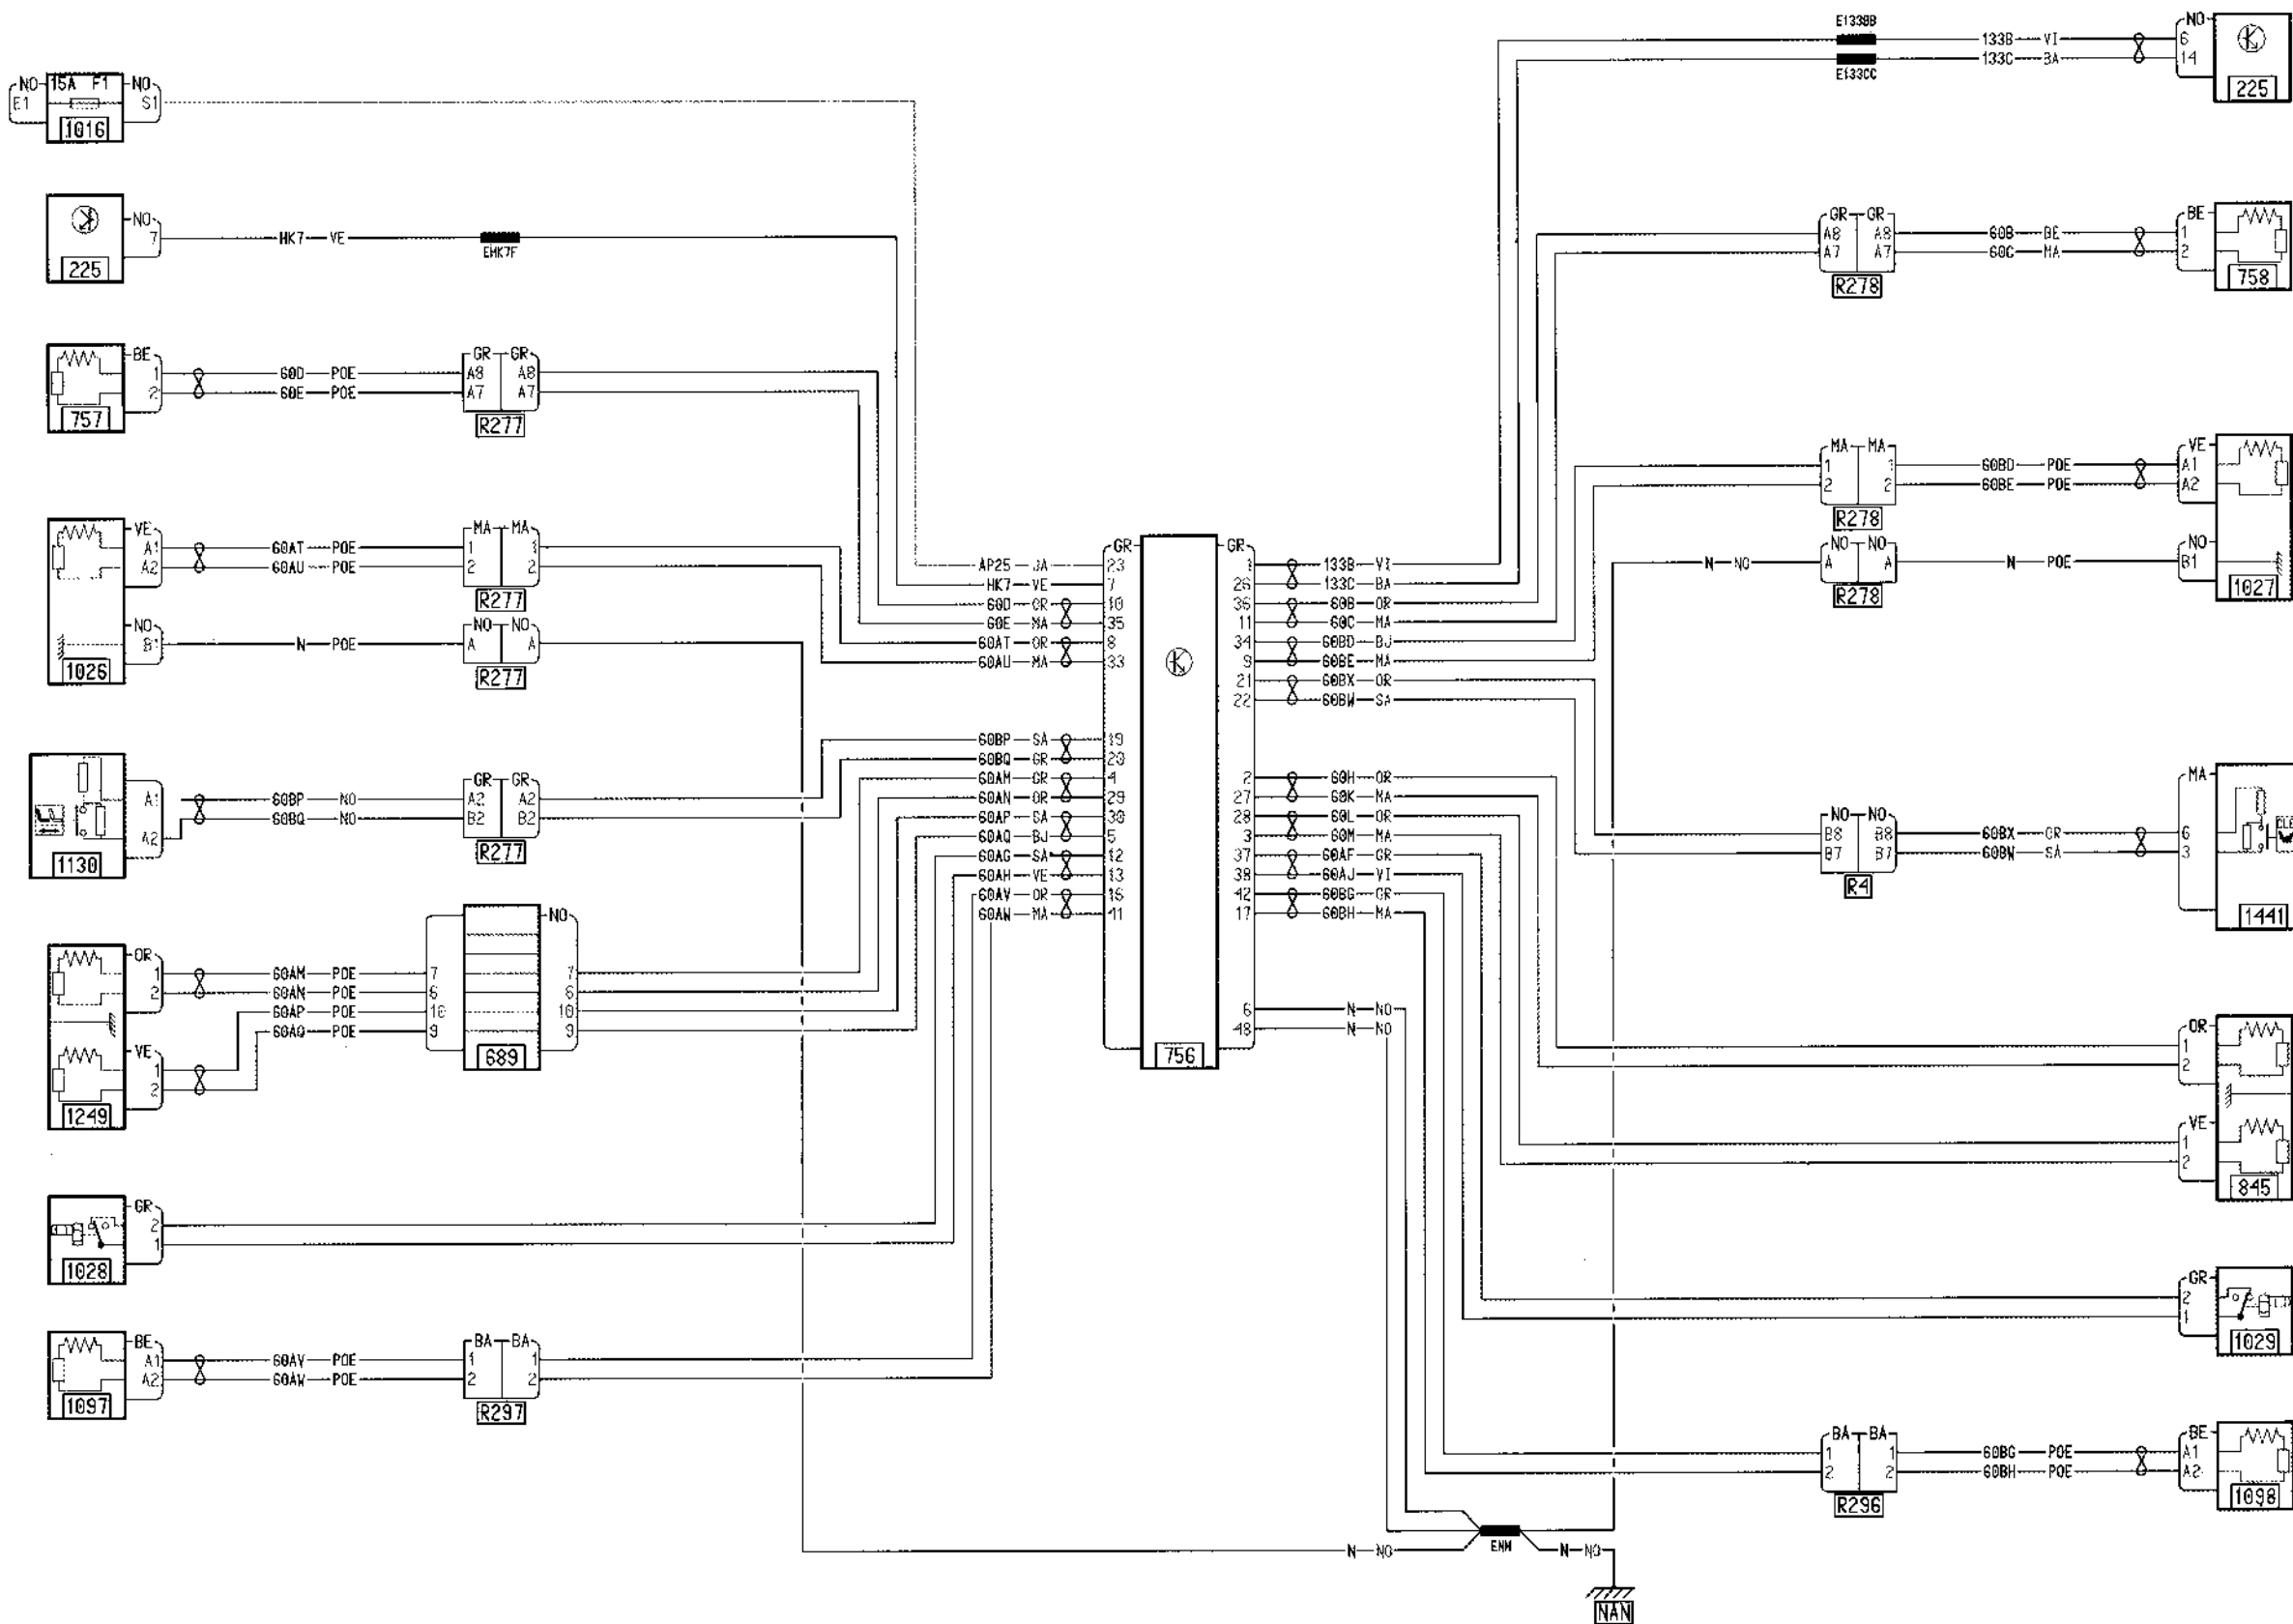 E133BB
NO
6 133B VI
14 133C BA
E133CC
225
NO 15A F1 NO
E1 S1
1016
NO
7 HK7 VE
EHK7F
225
GR GR BE
A8 A8 60B BE 1
A7 A7 60C MA 2
R278 758
BE GR GR
1 60D POE A8 A8
2 60E POE A7 A7
757 R277
MA MA VE
1 1 60BD POE A1
2 2 60BE POE A2
R278
NO NO NO
N NO A A N POE B1
R278 1027
VE MA MA
A1 60AT POE 1 1
A2 60AU POE 2 2
R277
NO NO NO
B1 N POE A A
1026 R277
GR GR
AP25 JA 23 1 133B VI
HK7 VE 7 26 133C BA
60D OR 10 36 60B OR
60E MA 35 11 60C MA
60AT OR 8 34 60BD BJ
60AU MA 33 9 60BE MA
21 60BX OR
22 60BW SA
60BP SA 19
60BQ GR 20
60AM GR 4 2 60H OR
60AN OR 29 27 60K MA
60AP SA 30 28 60L OR
60AQ BJ 5 3 60M MA
60AG SA 12 37 60AF GR
60AH VE 13 38 60AJ VI
60AV OR 16 42 60BG GR
60AW MA 41 17 60BH MA
6 N NO
48 N NO
756
GR GR
A1 60BP NO A2 A2
A2 60BQ NO B2 B2
1130 R277
MA
NO NO
B8 B8 60BX GR 6
B7 B7 60BW SA 3
R4 1441
OR NO
1 60AM POE 7 7
2 60AN POE 6 6
60AP POE 10 10
60AQ POE 9 9
VE
1
2
689
1249
OR
1
2
VE
1
2
845
GR
2
1
1028
GR
2
1
1029
BE BA BA
A1 60AV POE 1 1
A2 60AW POE 2 2
1097 R297
BA BA BE
1 1 60BG POE A1
2 2 60BH POE A2
R296 1098
N NO ENM N NO
NAN